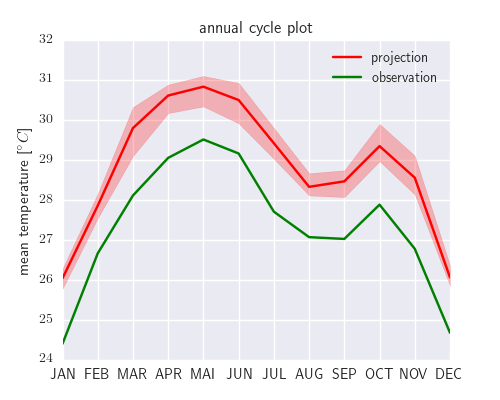 annual cycle plot
projection
observation
mean temperature [°C]
32
31
30
29
28
27
26
25
24
JAN FEB MAR APR MAI JUN JUL AUG SEP OCT NOV DEC